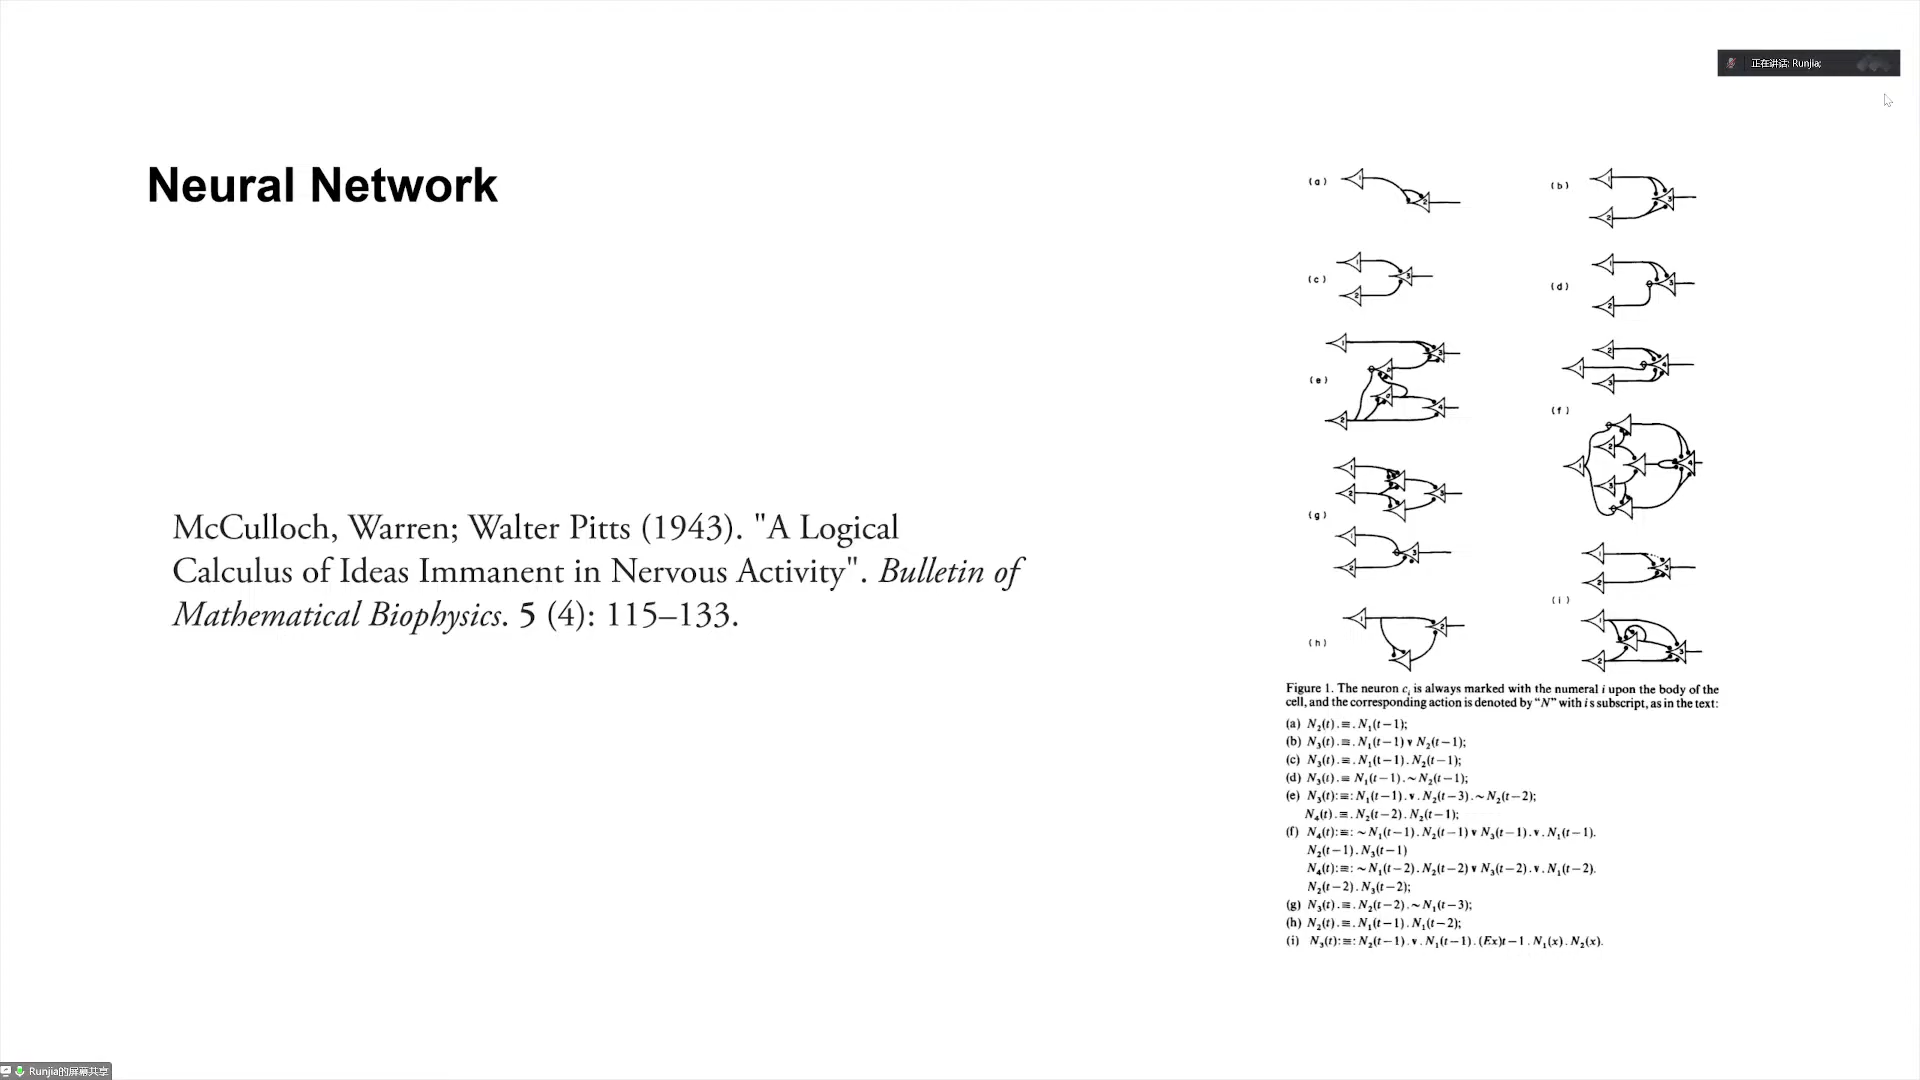 正在讲话: Runjia;
Neural Network
McCulloch, Warren; Walter Pitts (1943). "A Logical
Calculus of Ideas Immanent in Nervous Activity". Bulletin of
Mathematical Biophysics. 5 (4): 115–133.
(a)
(b)
(c)
(d)
(e)
(f)
(g)
(h)
(i)
Figure 1. The neuron cᵢ is always marked with the numeral i upon the body of the
cell, and the corresponding action is denoted by “N” with i s subscript, as in the text:
(a) N₂(t).≡.N₁(t−1);
(b) N₃(t).≡.N₁(t−1) v N₂(t−1);
(c) N₃(t).≡.N₁(t−1).N₂(t−1);
(d) N₃(t).≡ N₁(t−1).∼N₂(t−1);
(e) N₃(t):≡:N₁(t−1).v.N₂(t−3).∼N₂(t−2);
N₄(t).≡.N₂(t−2).N₂(t−1);
(f) N₄(t):≡:∼N₁(t−1).N₂(t−1) v N₃(t−1).v.N₁(t−1).
N₂(t−1).N₃(t−1)
N₄(t):≡:∼N₁(t−2).N₂(t−2) v N₃(t−2).v.N₁(t−2).
N₂(t−2).N₃(t−2);
(g) N₃(t).≡.N₂(t−2).∼N₁(t−3);
(h) N₂(t).≡.N₁(t−1).N₁(t−2);
(i) N₃(t):≡:N₂(t−1).v.N₁(t−1).(Ex)t−1.N₁(x).N₂(x).
Runjia的屏幕共享